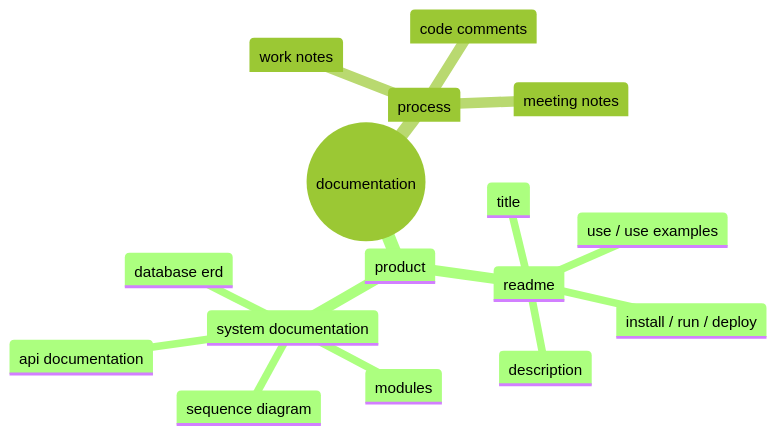 code comments
work notes
meeting notes
process
documentation
title
use / use examples
product
database erd
readme
install / run / deploy
system documentation
api documentation
description
modules
sequence diagram